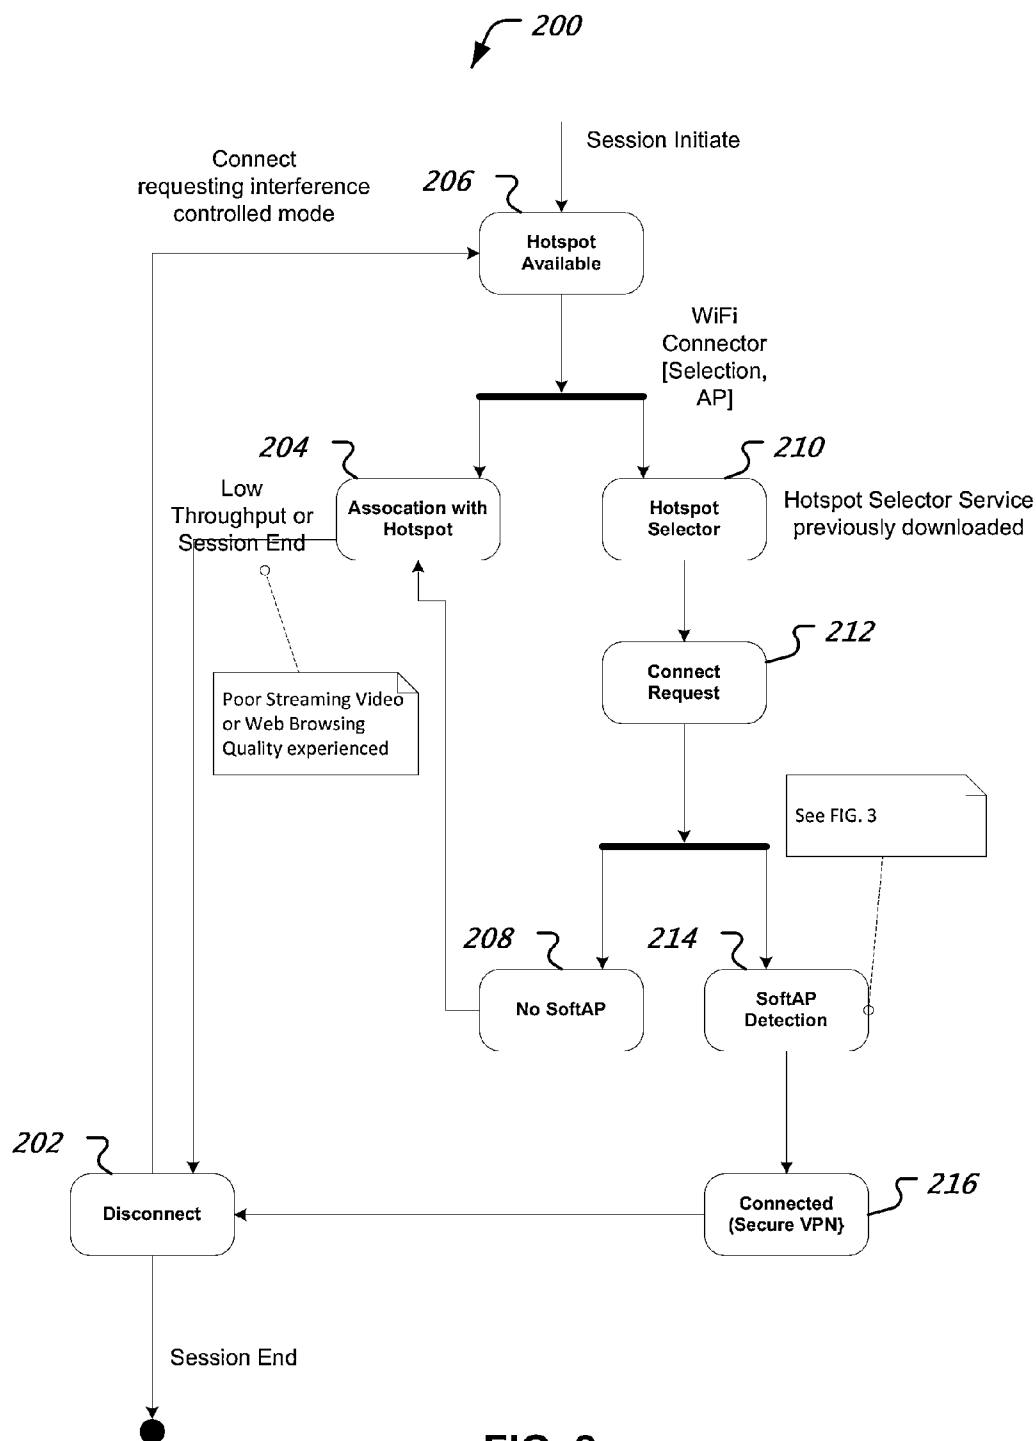 200
Session Initiate
Connect
requesting interference
controlled mode
206
Hotspot
Available
WiFi
Connector
[Selection,
AP]
204
210
Low
Throughput or
Session End
Assocation with
Hotspot
Hotspot
Selector
Hotspot Selector Service
previously downloaded
212
Connect
Request
Poor Streaming Video
or Web Browsing
Quality experienced
See FIG. 3
208
214
No SoftAP
SoftAP
Detection
202
216
Disconnect
Connected
(Secure VPN}
Session End